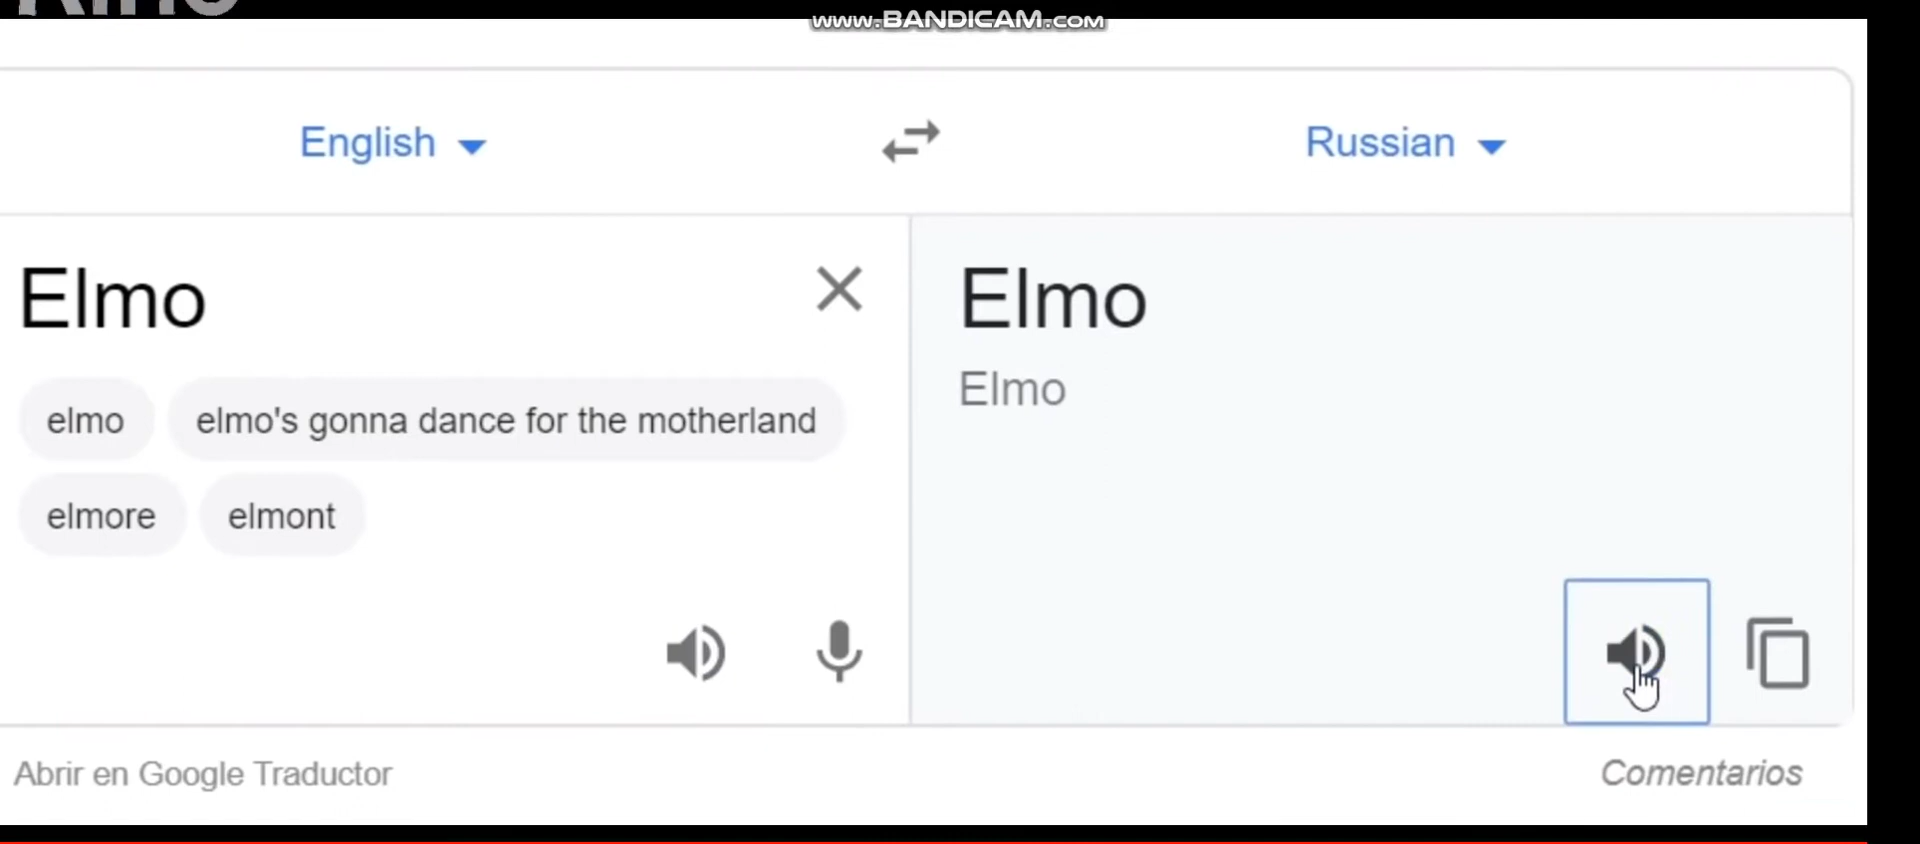 www.BANDICAM.com
English
Russian
Elmo
Elmo
Elmo
elmo
elmo's gonna dance for the motherland
elmore
elmont
Abrir en Google Traductor
Comentarios